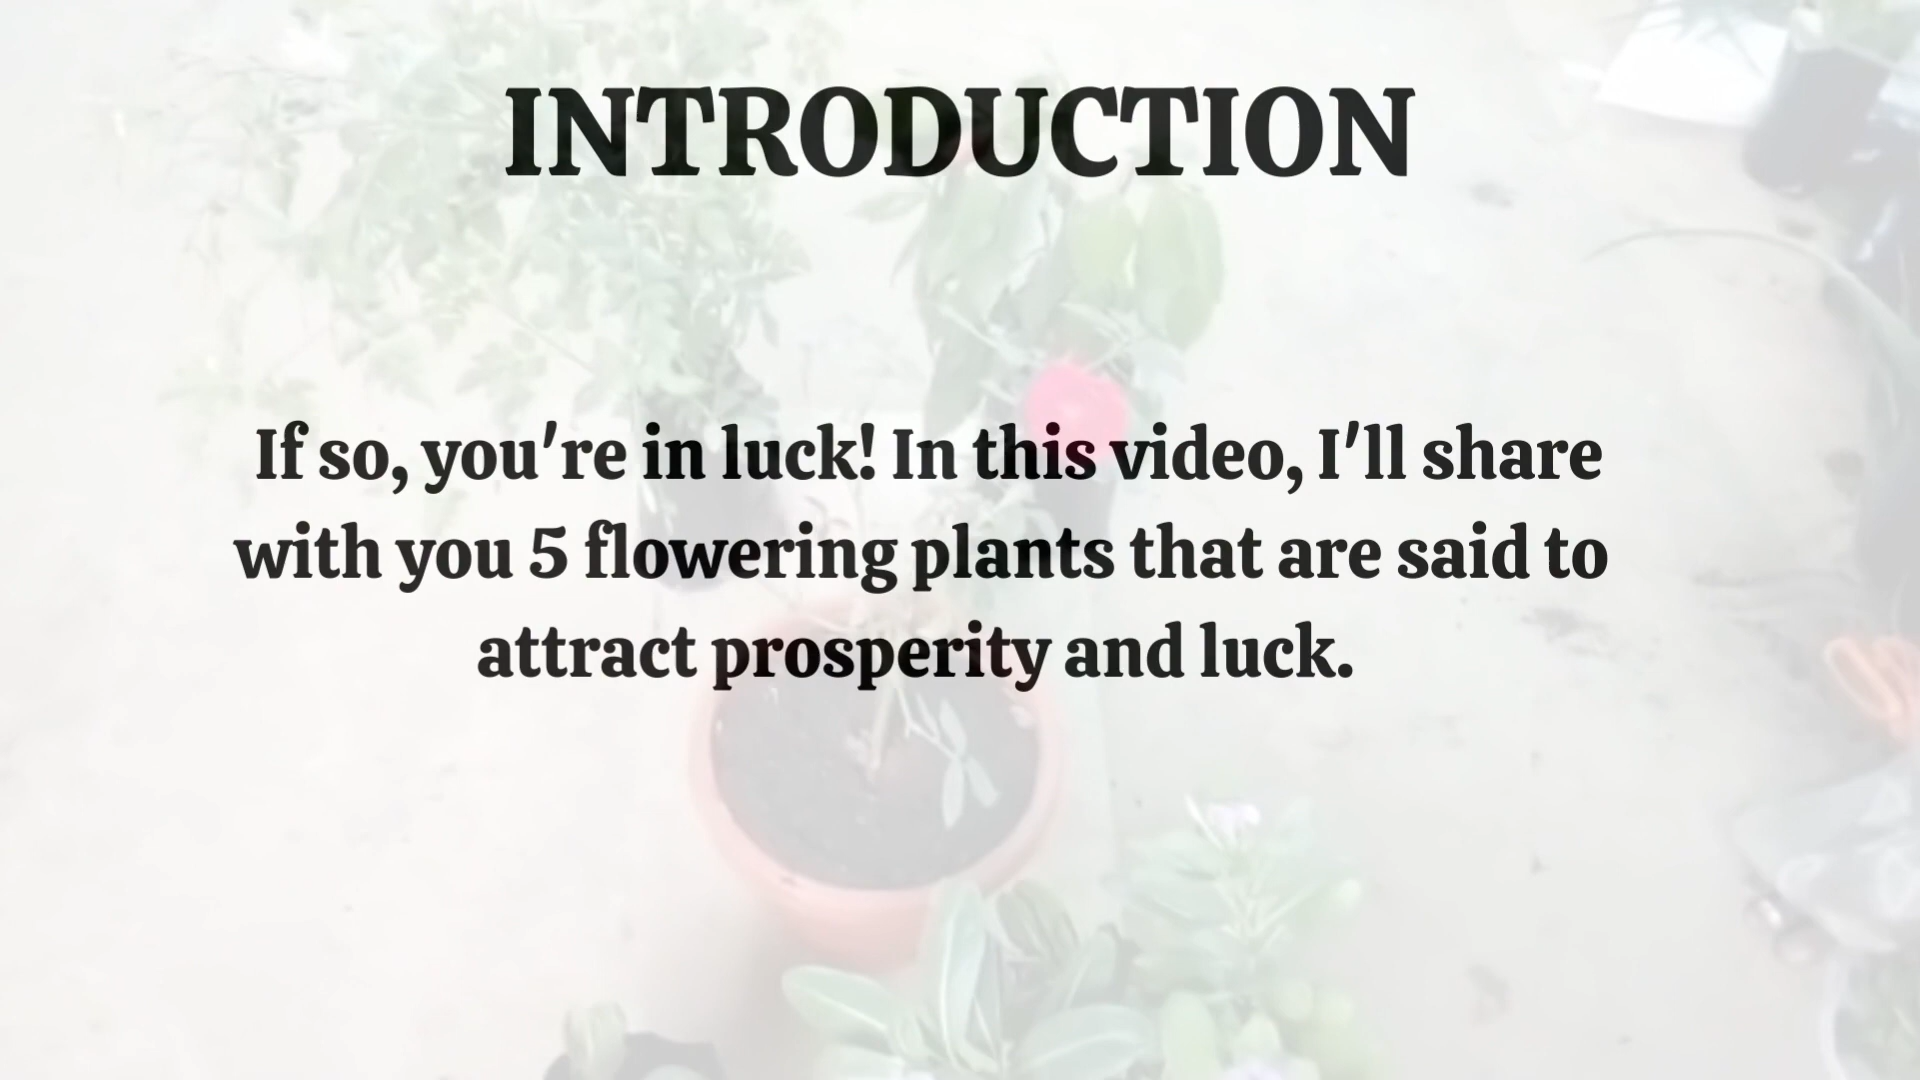 INTRODUCTION
If so, you're in luck! In this video, I'll share
with you 5 flowering plants that are said to
attract prosperity and luck.